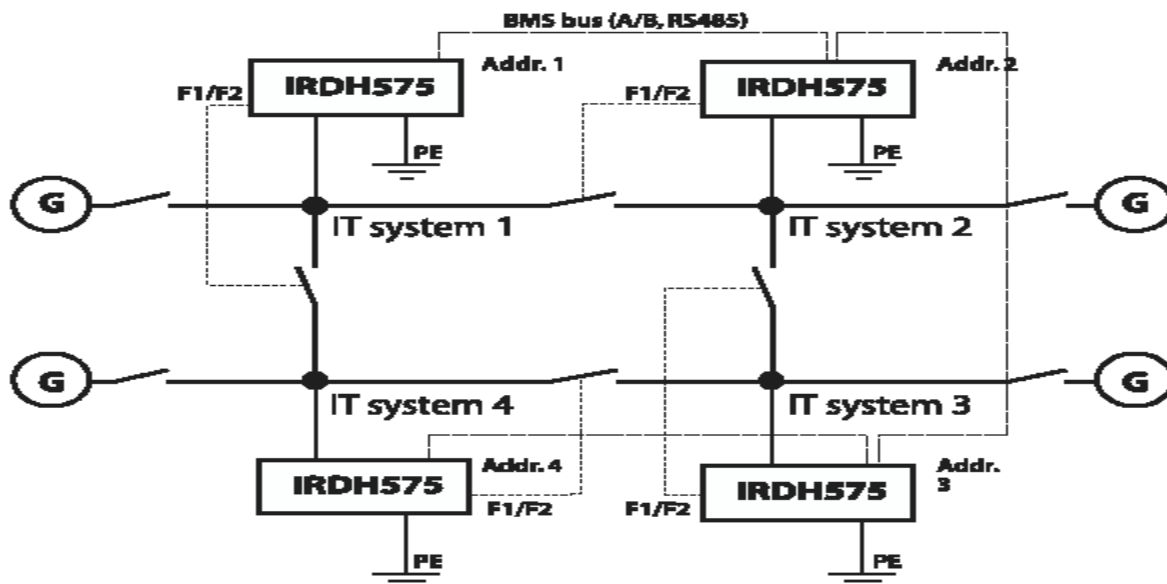 BMS bus (A/B, RS485)
IRDH575
Addr. 1
F1/F2
PE
IRDH575
Addr. 2
F1/F2
PE
G
IT system 1
IT system 2
G
G
IT system 4
IT system 3
G
IRDH575
Addr. 4
F1/F2
PE
IRDH575
Addr.
3
F1/F2
PE